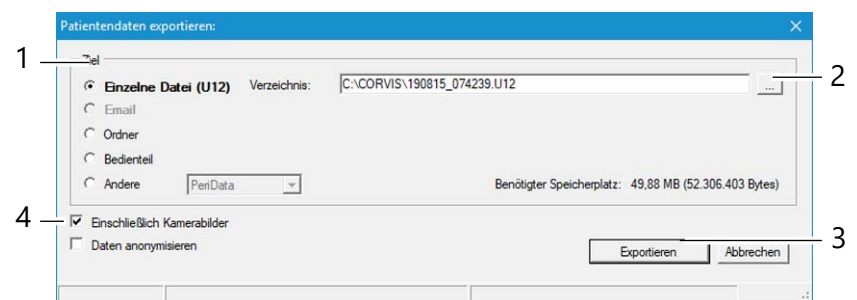 Patientendaten exportieren:
1
Ziel
Einzelne Datei (U12) Verzeichnis: C:\CORVIS\190815_074239.U12 ... 2
Email
Ordner
Bedienteil
Andere PeriData Benötigter Speicherplatz: 49,88 MB (52.306.403 Bytes)
4 Einschließlich Kamerabilder
Daten anonymisieren Exportieren Abbrechen 3